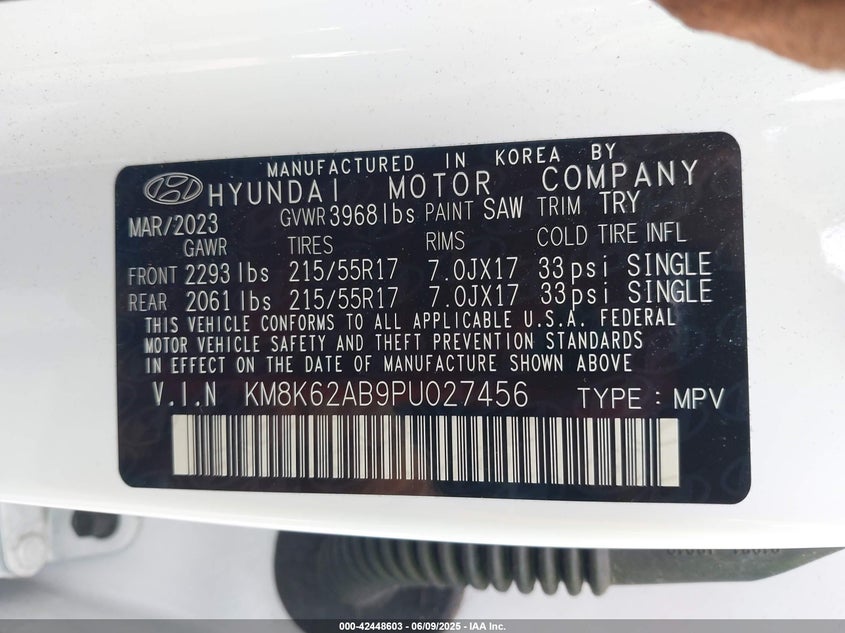 MANUFACTURED IN KOREA BY
HYUNDAI MOTOR COMPANY
MAR/2023 GVWR 3968 lbs PAINT SAW TRIM TRY
GAWR TIRES RIMS COLD TIRE INFL
FRONT 2293 lbs 215/55R17 7.0JX17 33 psi SINGLE
REAR 2061 lbs 215/55R17 7.0JX17 33 psi SINGLE
THIS VEHICLE CONFORMS TO ALL APPLICABLE U.S.A. FEDERAL
MOTOR VEHICLE SAFETY AND THEFT PREVENTION STANDARDS
IN EFFECT ON THE DATE OF MANUFACTURE SHOWN ABOVE
V.I.N KM8K62AB9PU027456 TYPE : MPV
000-42448603 - 06/09/2025 - IAA Inc.